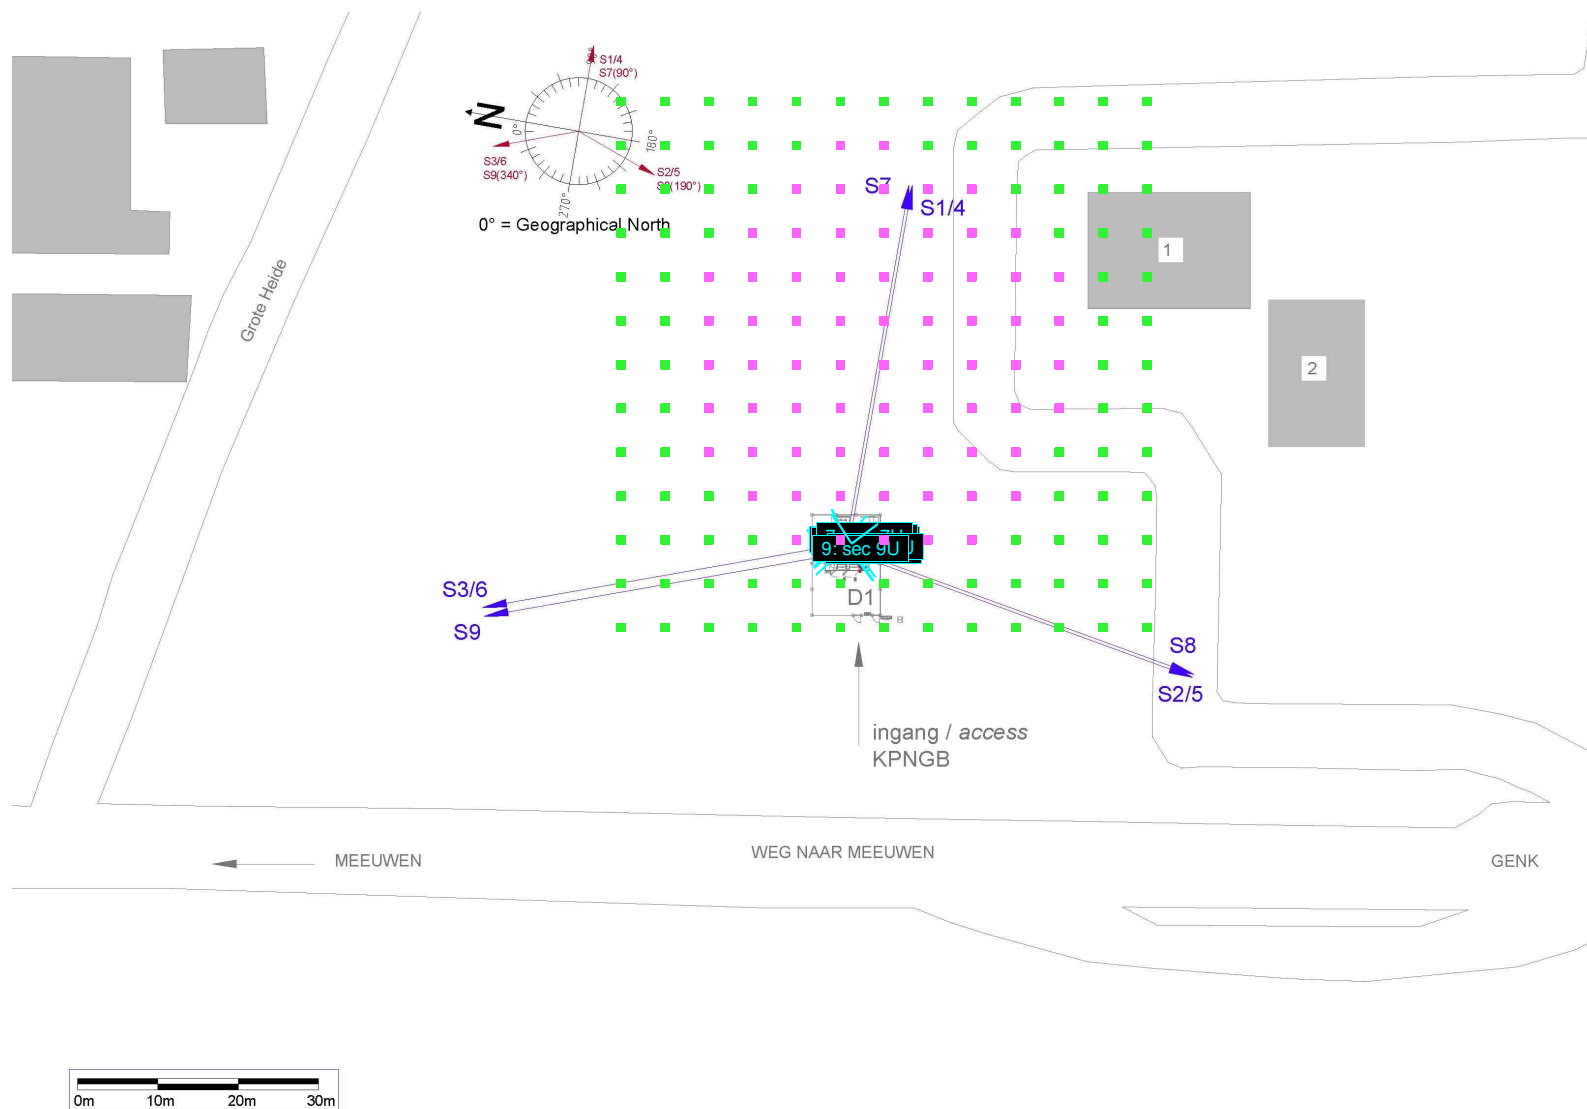 S1/4
S7(90°)
N
0°
180°
S3/6
S9(340°)
S2/5
270°
0° = Geographical North
S7
S1/4
1
Grote Heide
2
9: sec 9U
S3/6
D1
S9
S8
S2/5
ingang / access
KPNGB
WEG NAAR MEEUWEN
MEEUWEN
GENK
0m 10m 20m 30m